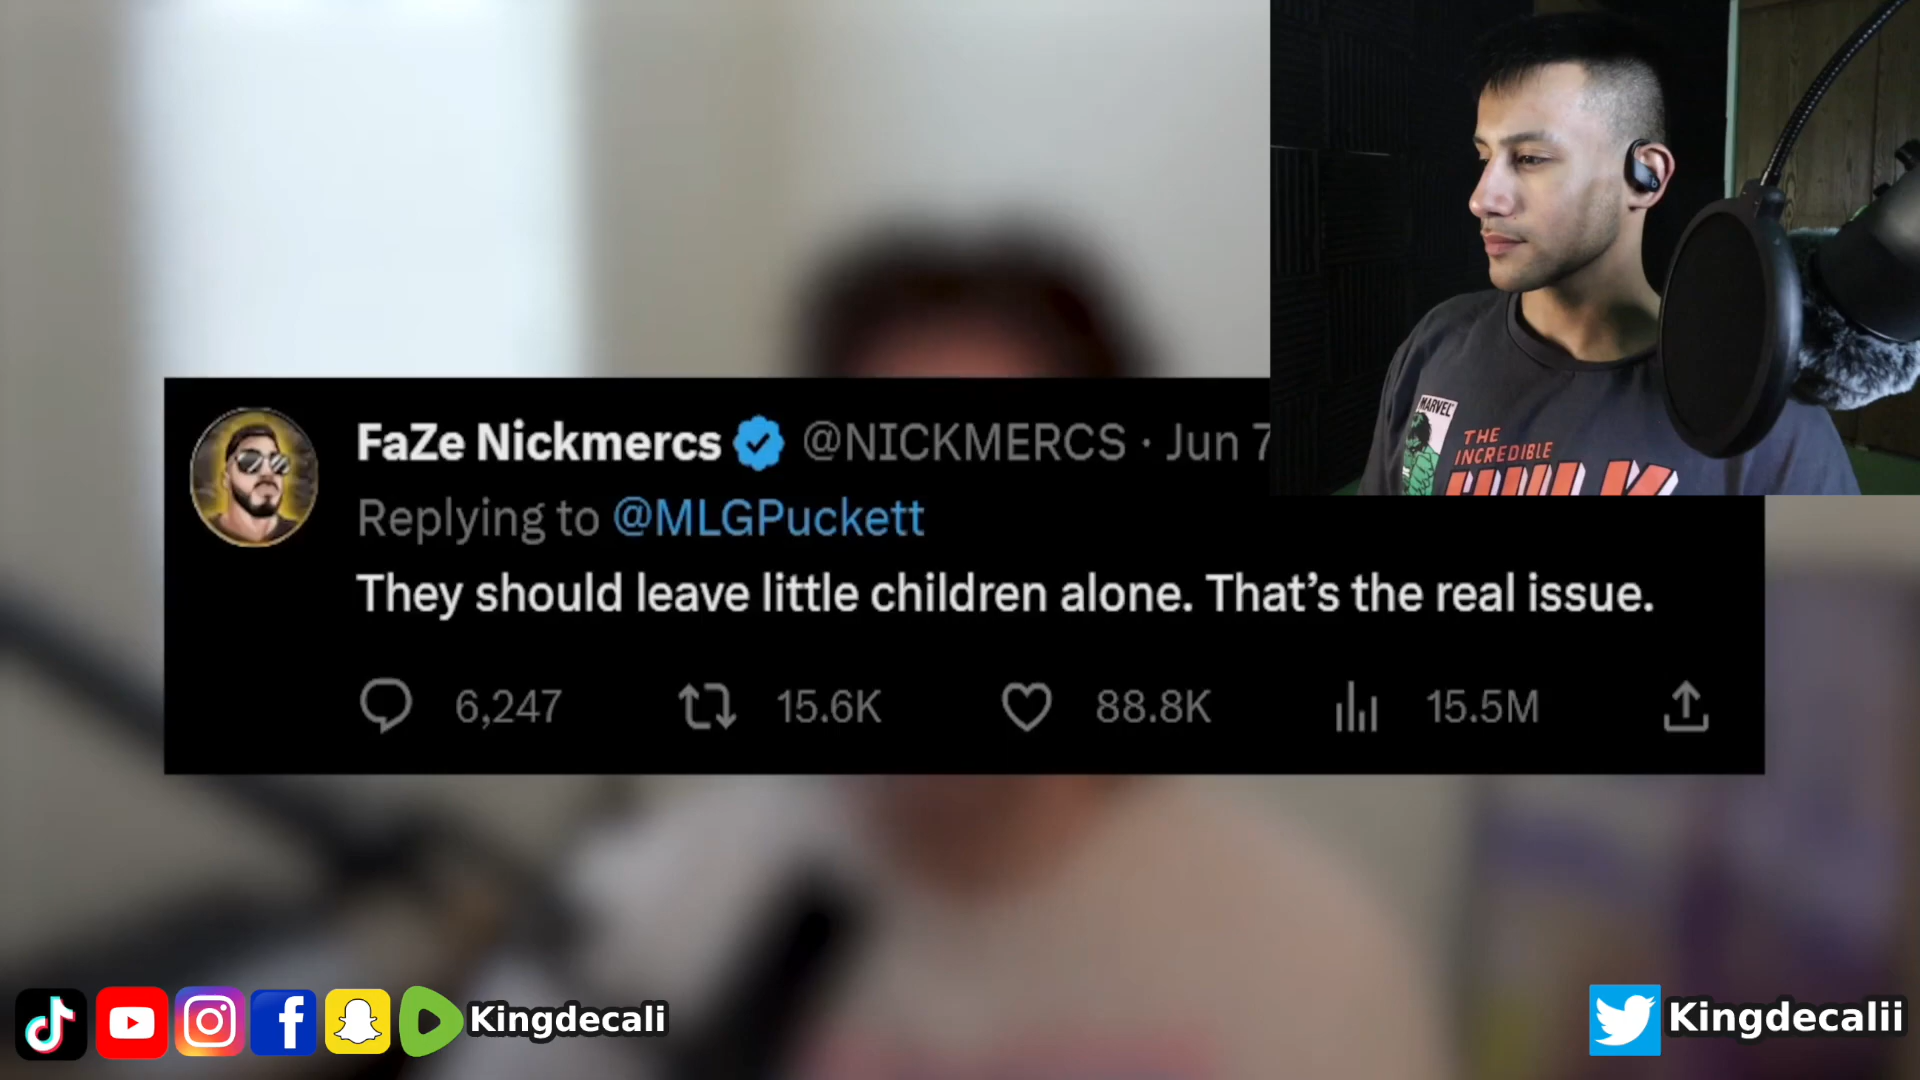 FaZe Nickmercs @NICKMERCS · Jun 7
Replying to @MLGPuckett
They should leave little children alone. That’s the real issue.
6,247 15.6K 88.8K 15.5M
MARVEL
THE
INCREDIBLE
HULK
Kingdecali
Kingdecalii